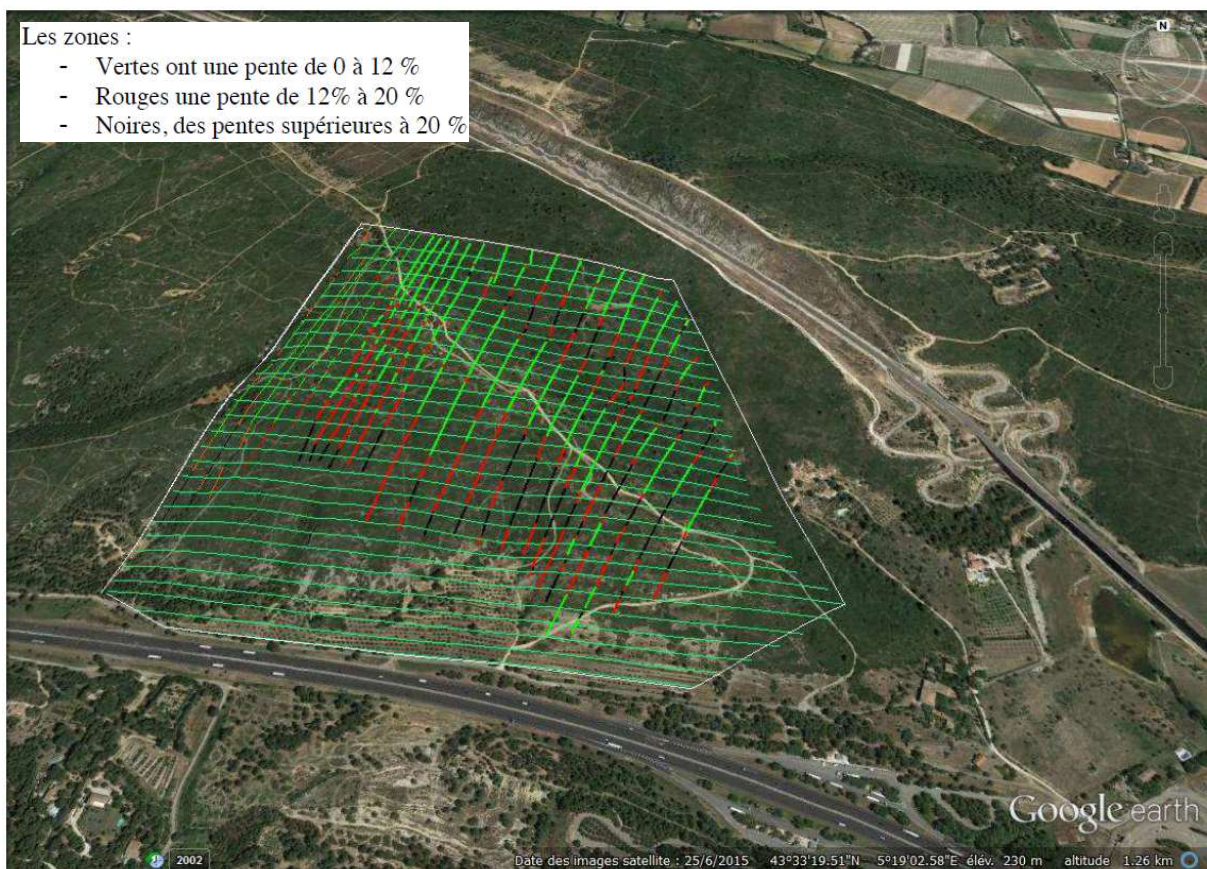 Les zones :
- Vertes ont une pente de 0 à 12 %
- Rouges une pente de 12% à 20 %
- Noires, des pentes supérieures à 20 %
N
Google earth
2002
Date des images satellite : 25/6/2015 43°33'19.51"N 5°19'02.58"E élév. 230 m altitude 1.26 km